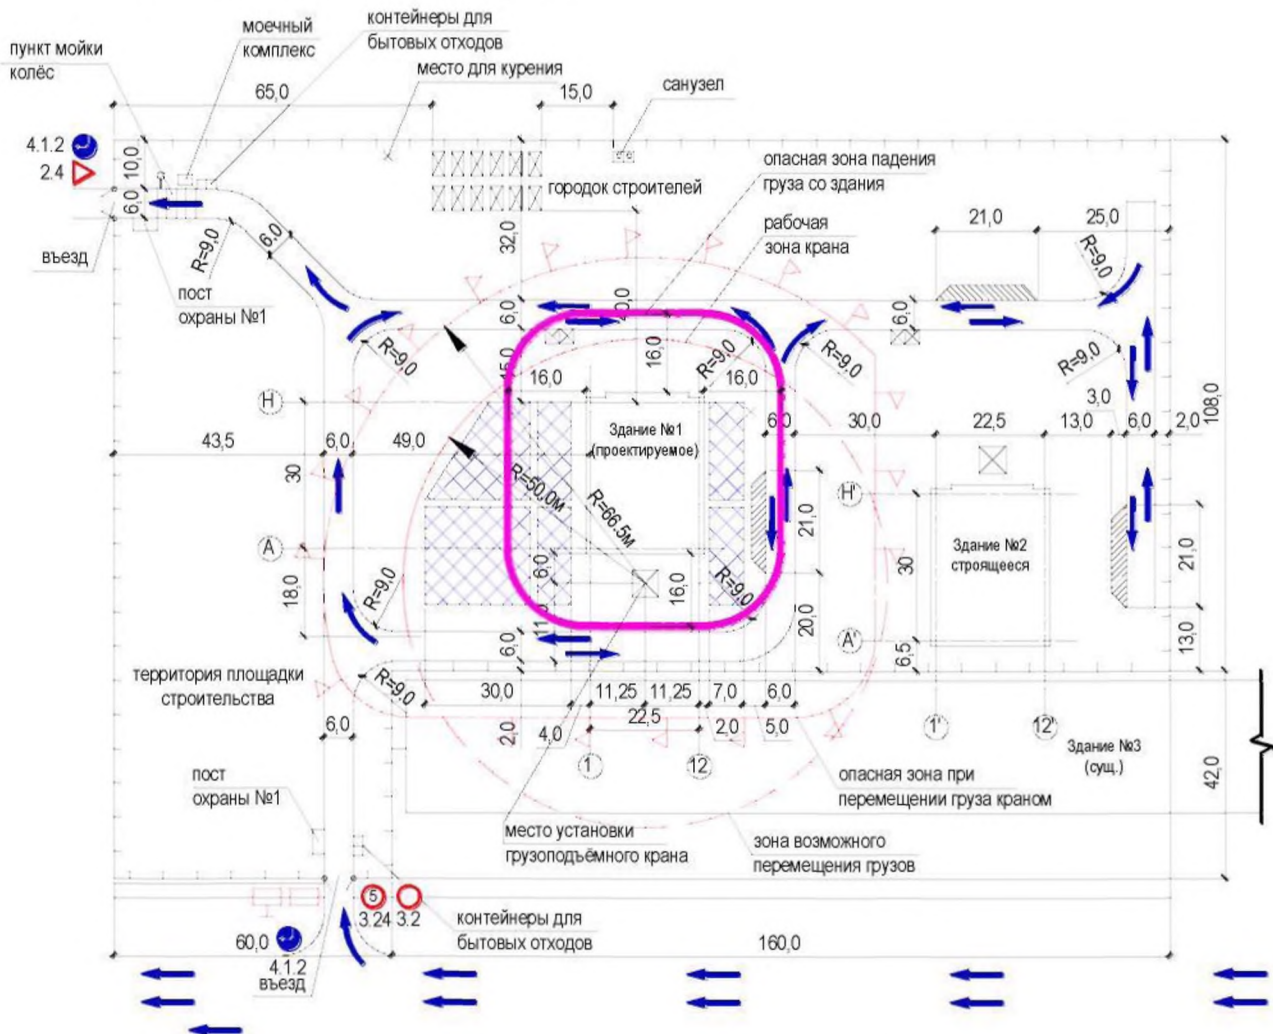 контейнеры для
бытовых отходов
моечный
комплекс
пункт мойки
колёс
место для курения
санузел
65,0
15,0
4.1.2
2.4
10,0
6,0
въезд
R=9,0
6,0
пост
охраны №1
городок строителей
32,0
опасная зона падения
груза со здания
рабочая
зона крана
21,0
25,0
R=9,0
6,0
20,0
6,0
R=9,0
15,0
16,0
16,0
R=9,0
16,0
R=9,0
R=9,0
3,0
108,0
Н
43,5
6,0
49,0
30
Здание №1
(проектируемое)
6,0
30,0
22,5
13,0
6,0
2,0
R=50,0м
R=66.5м
21,0
Н'
А
Здание №2
строящееся
30
21,0
18,0
R=9,0
6,0
16,0
R=9,0
20,0
А'
6,5
13,0
6,0
территория площадки
строительства
R=9,0
30,0
11,25
11,25
7,0
6,0
6,0
2,0
4,0
22,5
2,0
5,0
1
12
1'
12'
Здание №3
(сущ.)
42,0
пост
охраны №1
опасная зона при
перемещении груза краном
место установки
грузоподъёмного крана
зона возможного
перемещения грузов
5
3.24
3.2
контейнеры для
бытовых отходов
60,0
4.1.2
въезд
160,0